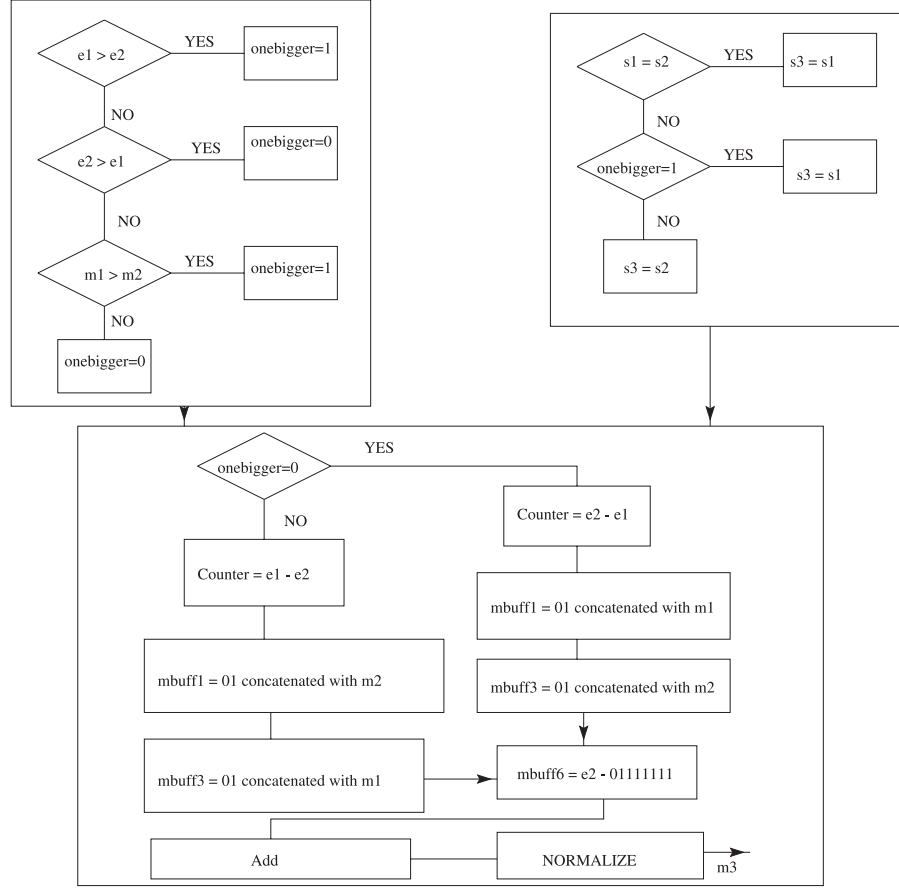 e1 > e2
YES
onebigger=1
NO
e2 > e1
YES
onebigger=0
NO
m1 > m2
YES
onebigger=1
NO
onebigger=0
s1 = s2
YES
s3 = s1
NO
onebigger=1
YES
s3 = s1
NO
s3 = s2
onebigger=0
YES
NO
Counter = e1 - e2
mbuff1 = 01 concatenated with m2
mbuff3 = 01 concatenated with m1
Counter = e2 - e1
mbuff1 = 01 concatenated with m1
mbuff3 = 01 concatenated with m2
mbuff6 = e2 - 01111111
Add
NORMALIZE
m3